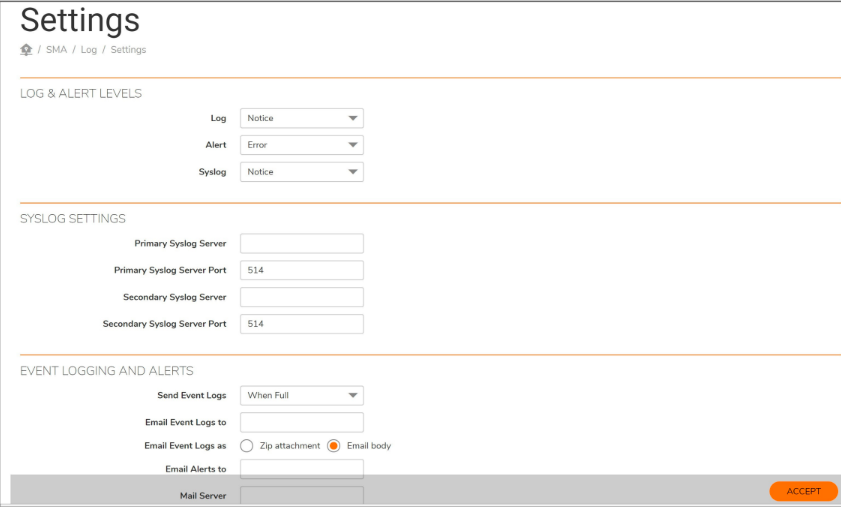 Settings
/ SMA / Log / Settings
LOG & ALERT LEVELS
Log Notice
Alert Error
Syslog Notice
SYSLOG SETTINGS
Primary Syslog Server
Primary Syslog Server Port 514
Secondary Syslog Server
Secondary Syslog Server Port 514
EVENT LOGGING AND ALERTS
Send Event Logs When Full
Email Event Logs to
Email Event Logs as Zip attachment Email body
Email Alerts to
Mail Server
ACCEPT